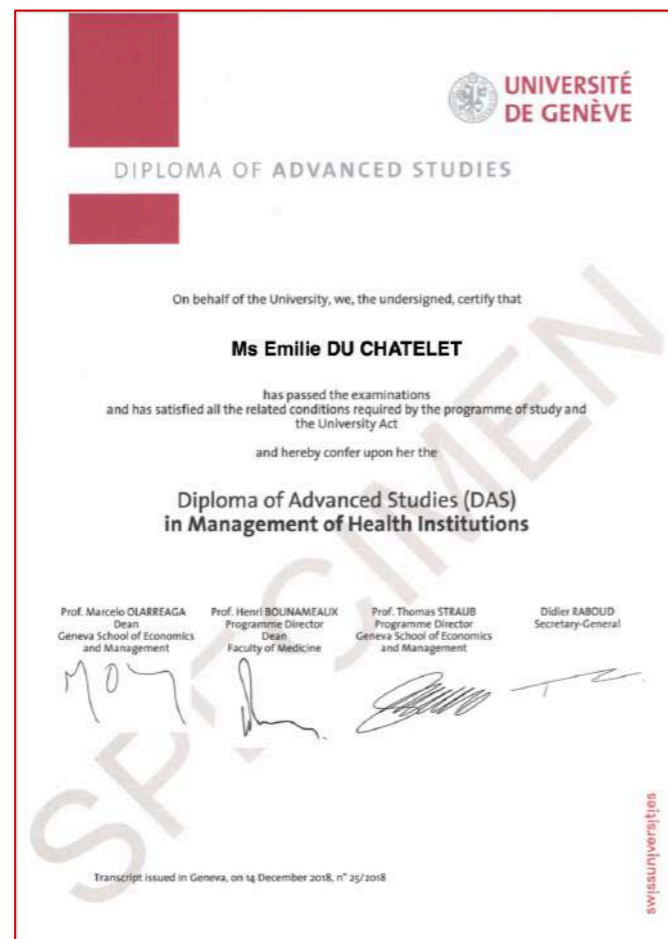 UNIVERSITÉ
DE GENÈVE
DIPLOMA OF ADVANCED STUDIES
On behalf of the University, we, the undersigned, certify that
Ms Emilie DU CHATELET
has passed the examinations
and has satisfied all the related conditions required by the programme of study and
the University Act
and hereby confer upon her the
Diploma of Advanced Studies (DAS)
in Management of Health Institutions
Prof. Marcelo OLARREAGA
Dean
Geneva School of Economics
and Management
Prof. Henri BOUNAMEAUX
Programme Director
Dean
Faculty of Medicine
Prof. Thomas STRAUB
Programme Director
Geneva School of Economics
and Management
Didier RABOUD
Secretary-General
SPECIMEN
Transcript issued in Geneva, on 14 December 2018, n° 25/2018
swissuniversities